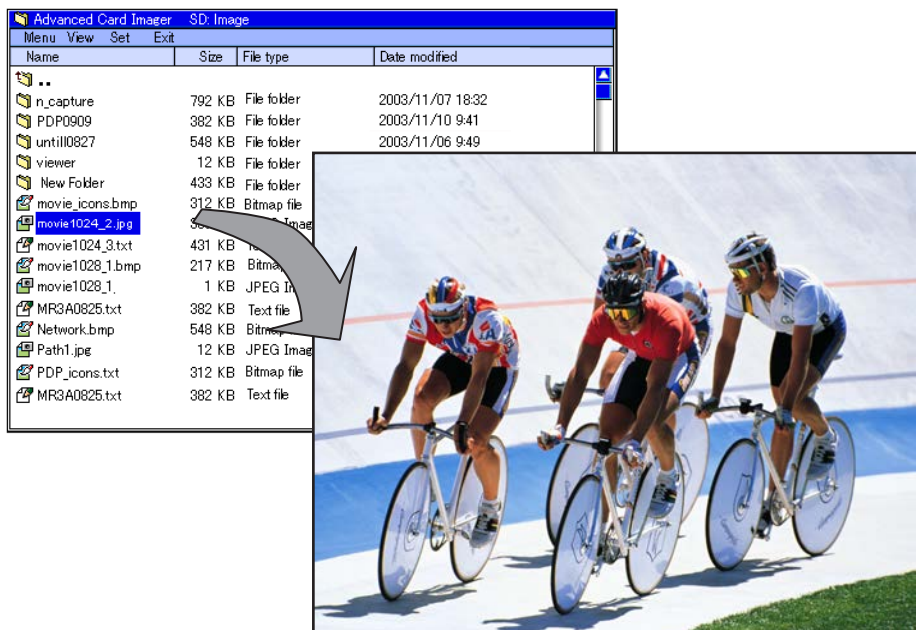 Advanced Card Imager SD: Image
Menu View Set Exit
Name Size File type Date modified
..
n_capture 792 KB File folder 2003/11/07 18:32
PDP0909 382 KB File folder 2003/11/10 9:41
untill0827 548 KB File folder 2003/11/06 9:49
viewer 12 KB File folder
New Folder 433 KB File folder
movie_icons.bmp 312 KB Bitmap file
movie1024_2.jpg
movie1024_3.txt 431 KB
movie1028_1.bmp 217 KB
movie1028_1. 1 KB JPEG
MR3A0825.txt 382 KB Text file
Network.bmp 548 KB
Path1.jpg 12 KB JPEG Imag
PDP_icons.txt 312 KB Bitmap file
MR3A0825.txt 382 KB Text file